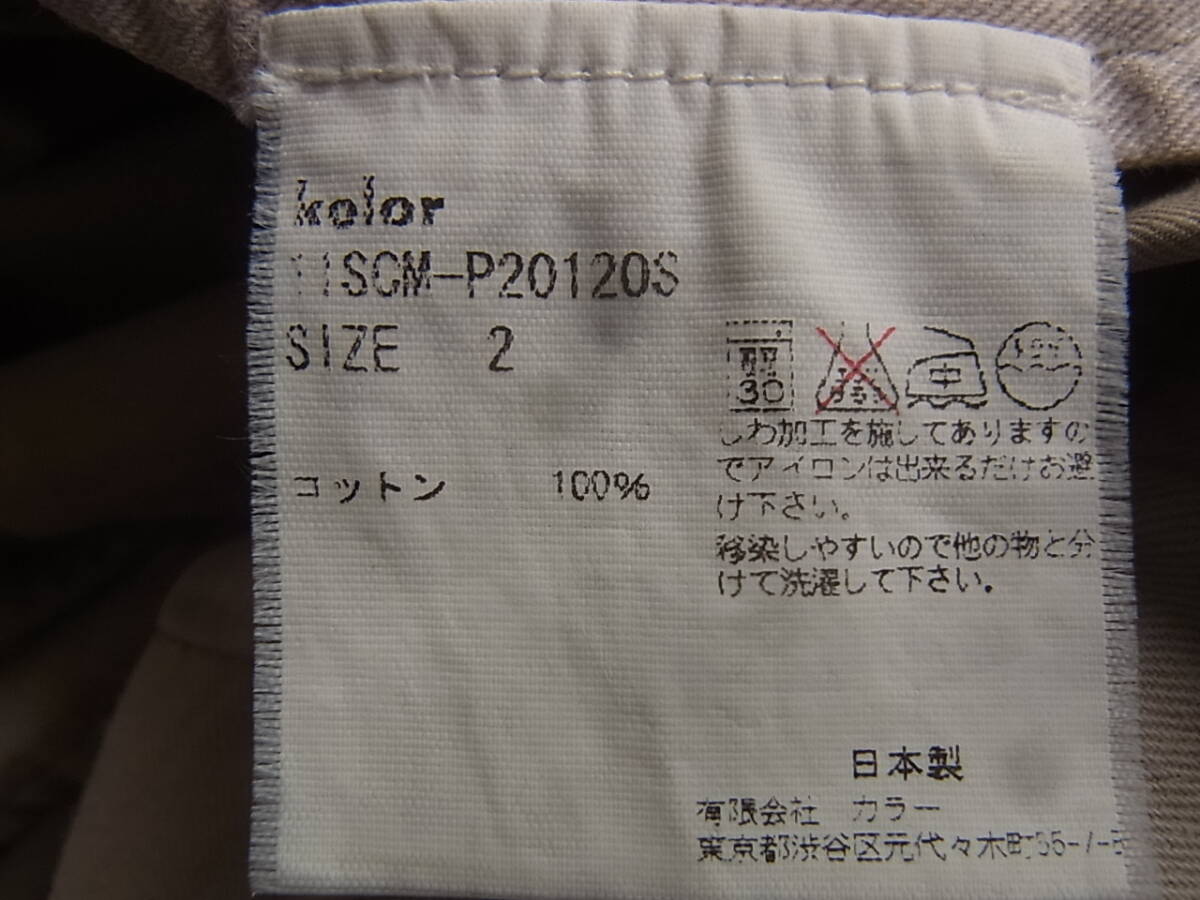 kolor
11SCM-P20120S
SIZE 2
30
中
コットン 100%
しわ加工を施してありますの
でアイロンは出来るだけお避
け下さい。
移染しやすいので他の物と分
けて洗濯して下さい。
日本製
有限会社 カラー
東京都渋谷区元代々木町